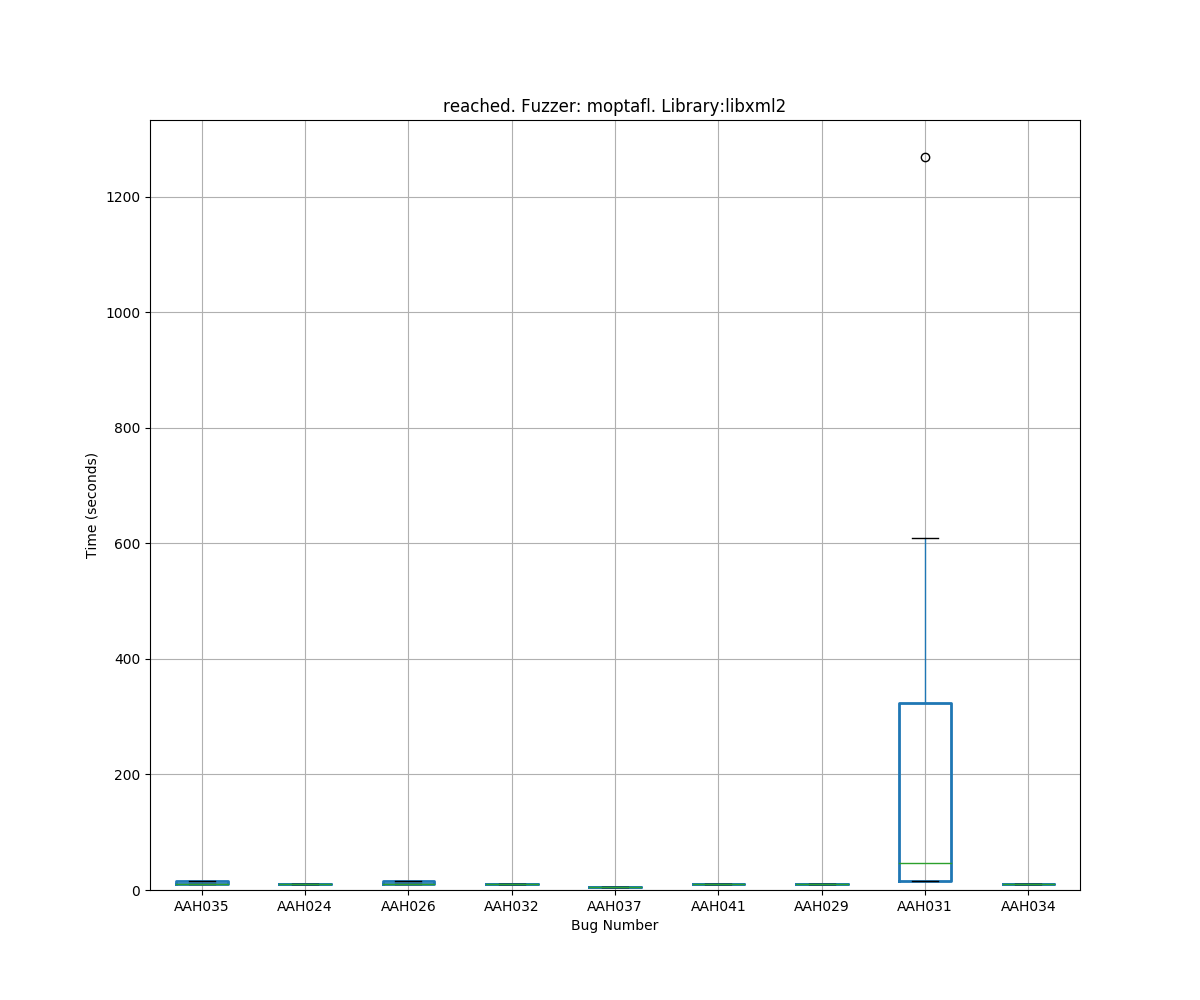 reached. Fuzzer: moptafl. Library:libxml2
1200
1000
800
600
400
200
0
Time (seconds)
AAH035 AAH024 AAH026 AAH032 AAH037 AAH041 AAH029 AAH031 AAH034
Bug Number